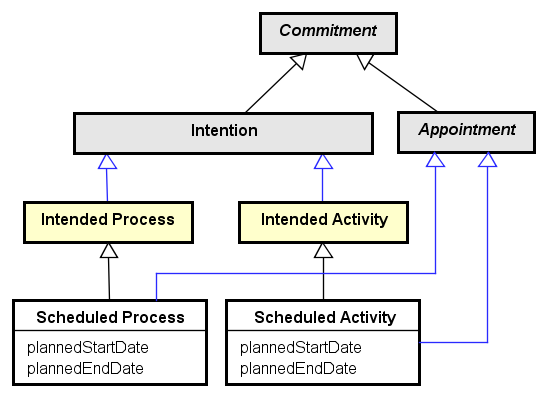 Commitment
Intention
Appointment
Intended Process
Intended Activity
Scheduled Process
plannedStartDate
plannedEndDate
Scheduled Activity
plannedStartDate
plannedEndDate